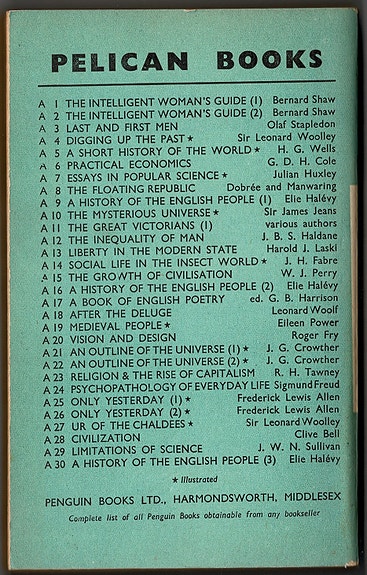 PELICAN BOOKS
A 1 THE INTELLIGENT WOMAN'S GUIDE (1) Bernard Shaw
A 2 THE INTELLIGENT WOMAN'S GUIDE (2) Bernard Shaw
A 3 LAST AND FIRST MEN Olaf Stapledon
A 4 DIGGING UP THE PAST ★ Sir Leonard Woolley
A 5 A SHORT HISTORY OF THE WORLD ★ H. G. Wells
A 6 PRACTICAL ECONOMICS G. D. H. Cole
A 7 ESSAYS IN POPULAR SCIENCE ★ Julian Huxley
A 8 THE FLOATING REPUBLIC Dobrée and Manwaring
A 9 A HISTORY OF THE ENGLISH PEOPLE (1) Elie Halévy
A 10 THE MYSTERIOUS UNIVERSE ★ Sir James Jeans
A 11 THE GREAT VICTORIANS (1) various authors
A 12 THE INEQUALITY OF MAN J. B. S. Haldane
A 13 LIBERTY IN THE MODERN STATE Harold J. Laski
A 14 SOCIAL LIFE IN THE INSECT WORLD ★ J. H. Fabre
A 15 THE GROWTH OF CIVILISATION W. J. Perry
A 16 A HISTORY OF THE ENGLISH PEOPLE (2) Elie Halévy
A 17 A BOOK OF ENGLISH POETRY ed. G. B. Harrison
A 18 AFTER THE DELUGE Leonard Woolf
A 19 MEDIEVAL PEOPLE ★ Eileen Power
A 20 VISION AND DESIGN Roger Fry
A 21 AN OUTLINE OF THE UNIVERSE (1) ★ J. G. Crowther
A 22 AN OUTLINE OF THE UNIVERSE (2) ★ J. G. Crowther
A 23 RELIGION & THE RISE OF CAPITALISM R. H. Tawney
A 24 PSYCHOPATHOLOGY OF EVERYDAY LIFE Sigmund Freud
A 25 ONLY YESTERDAY (1) ★ Frederick Lewis Allen
A 26 ONLY YESTERDAY (2) ★ Frederick Lewis Allen
A 27 UR OF THE CHALDEES ★ Sir Leonard Woolley
A 28 CIVILIZATION Clive Bell
A 29 LIMITATIONS OF SCIENCE J. W. N. Sullivan
A 30 A HISTORY OF THE ENGLISH PEOPLE (3) Elie Halévy
★ Illustrated
PENGUIN BOOKS LTD., HARMONDSWORTH, MIDDLESEX
Complete list of all Penguin Books obtainable from any bookseller